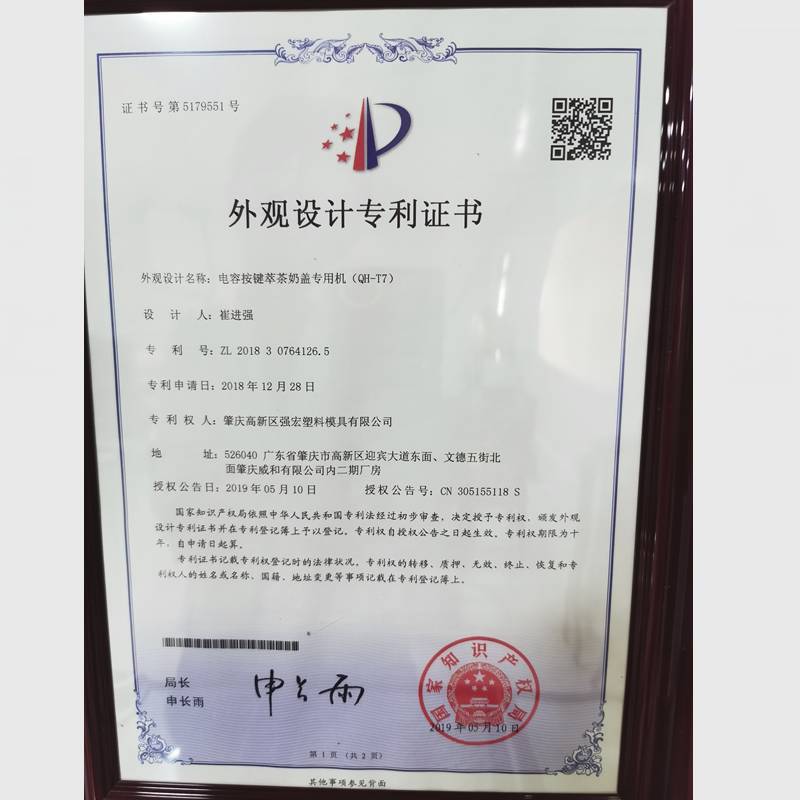 证书号第5179551号
外观设计专利证书
外观设计名称：电容按键萃茶奶盖专用机（QH-T7）
设计人：崔进强
专利号：ZL 2018 3 0764126.5
专利申请日：2018年12月28日
专利权人：肇庆高新区强宏塑料模具有限公司
地址：526040 广东省肇庆市高新区迎宾大道东面、文德五街北
面肇庆威和有限公司内二期厂房
授权公告日：2019年05月10日 授权公告号：CN 305155118 S
国家知识产权局依照中华人民共和国专利法经过初步审查，决定授予专利权，颁发外观
设计专利证书并在专利登记簿上予以登记。专利权自授权公告之日起生效。专利权期限为十
年，自申请日起算。
专利证书记载专利权登记时的法律状况。专利权的转移、质押、无效、终止、恢复和专
利权人的姓名或名称、国籍、地址变更等事项记载在专利登记簿上。
局长
申长雨
申长雨
国家知识产权局
2019年05月10日
第1页（共2页）
其他事项参见背面